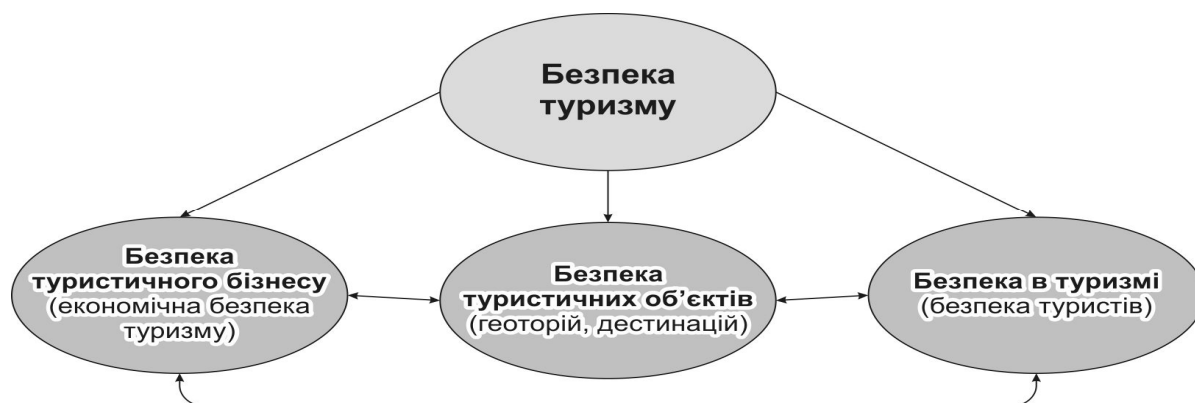 Безпека
туризму
Безпека
туристичного бізнесу
(економічна безпека
туризму)
Безпека
туристичних об’єктів
(геоторій, дестинацій)
Безпека в туризмі
(безпека туристів)